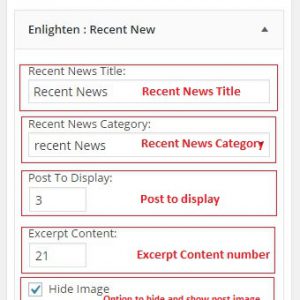 Enlighten : Recent New
Recent News Title:
Recent News Recent News Title
Recent News Category:
recent News Recent News Category
Post To Display:
3 Post to display
Excerpt Content:
21 Excerpt Content number
Hide Image
Option to hide and show post image